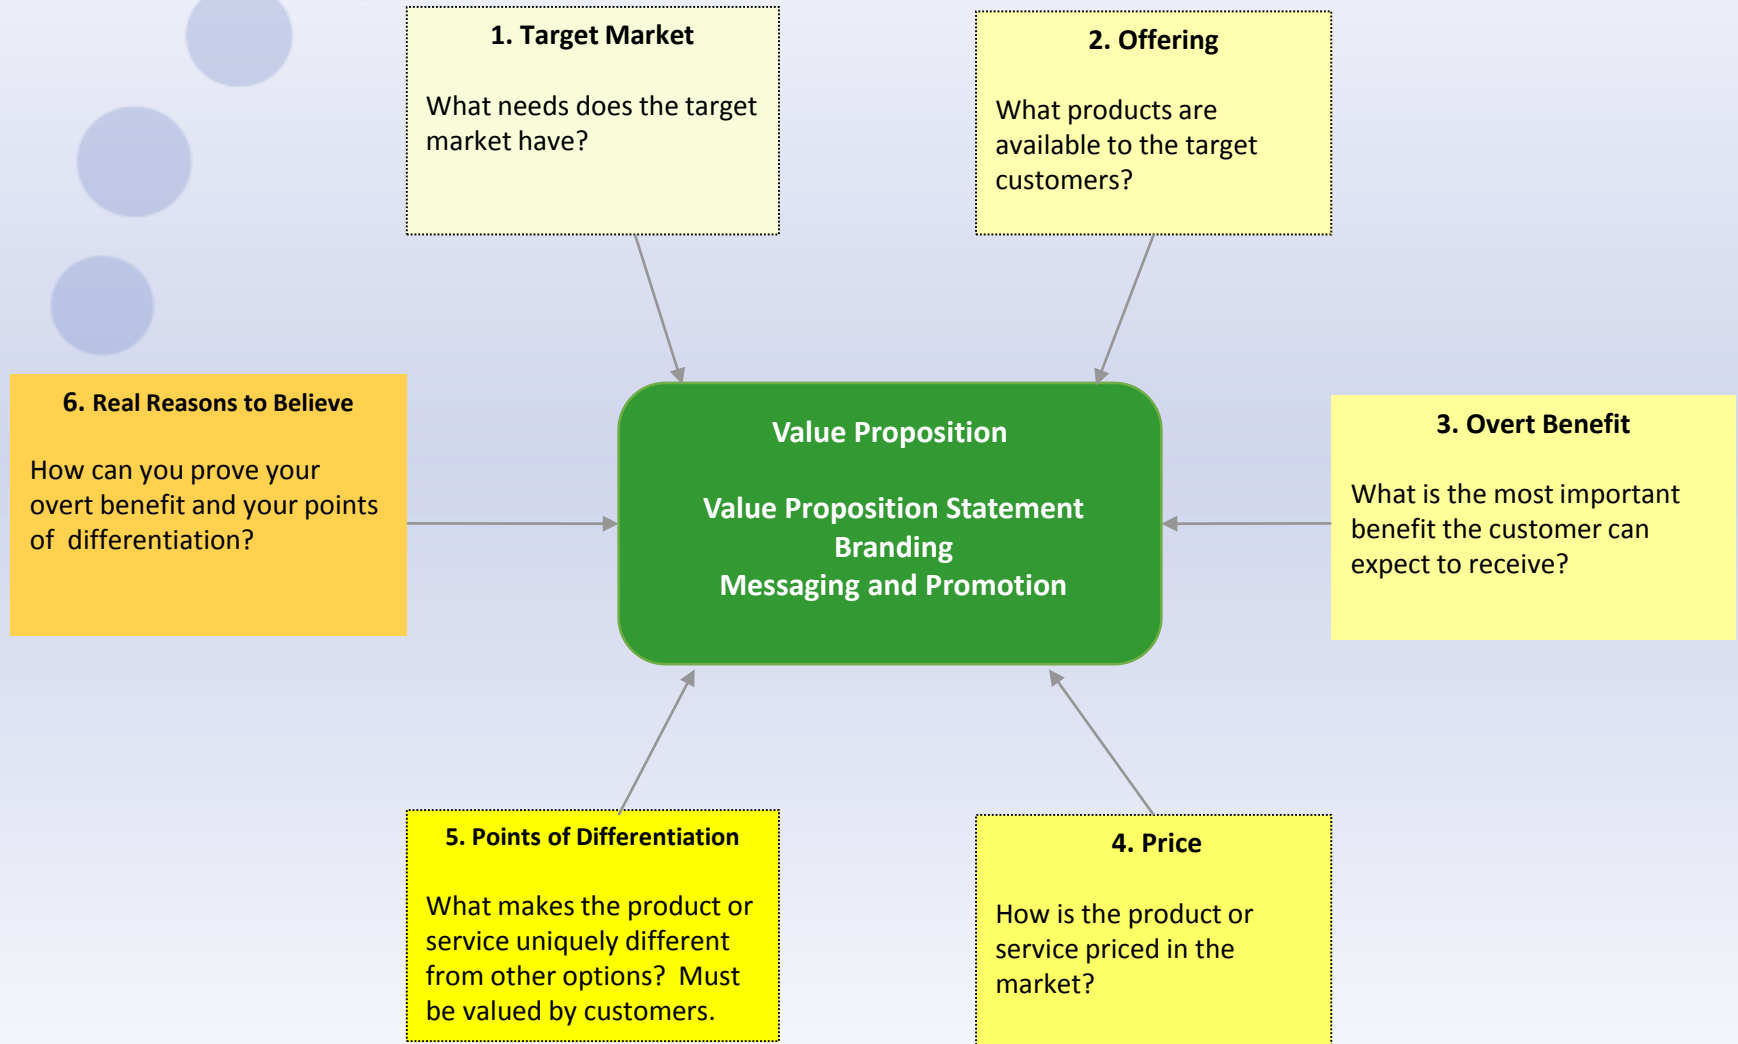 1. Target Market
What needs does the target
market have?
2. Offering
What products are
available to the target
customers?
6. Real Reasons to Believe
How can you prove your
overt benefit and your points
of  differentiation?
Value Proposition
Value Proposition Statement
Branding
Messaging and Promotion
3. Overt Benefit
What is the most important
benefit the customer can
expect to receive?
5. Points of Differentiation
What makes the product or
service uniquely different
from other options?  Must
be valued by customers.
4. Price
How is the product or
service priced in the
market?